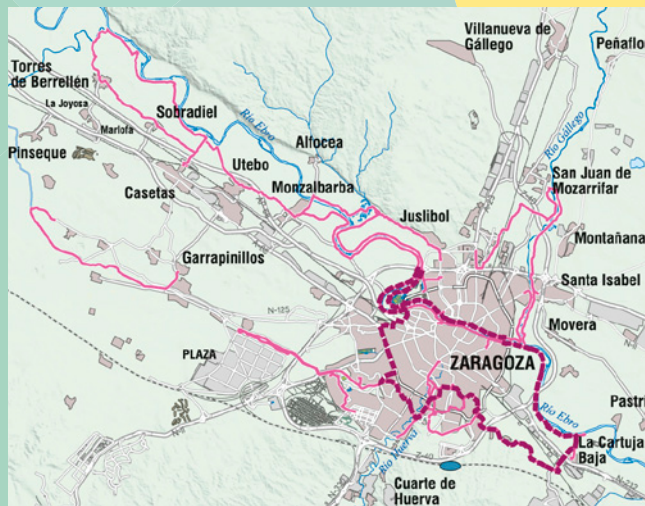 Villanueva de
Gállego
Peñaflo
Torres
de Berrellén
La Joyosa
Sobradiel
Río Ebro
Alfocea
Río Gállego
Marlofa
Pinseque
Utebo
San Juan de
Mozarrifar
Casetas
Monzalbarba
Juslibol
Montañana
Garrapinillos
Santa Isabel
N-125
Movera
PLAZA
ZARAGOZA
Pastri
Río Ebro
La Cartuja
Baja
Río Huerva
Z-40
Cuarte de
Huerva
N-232